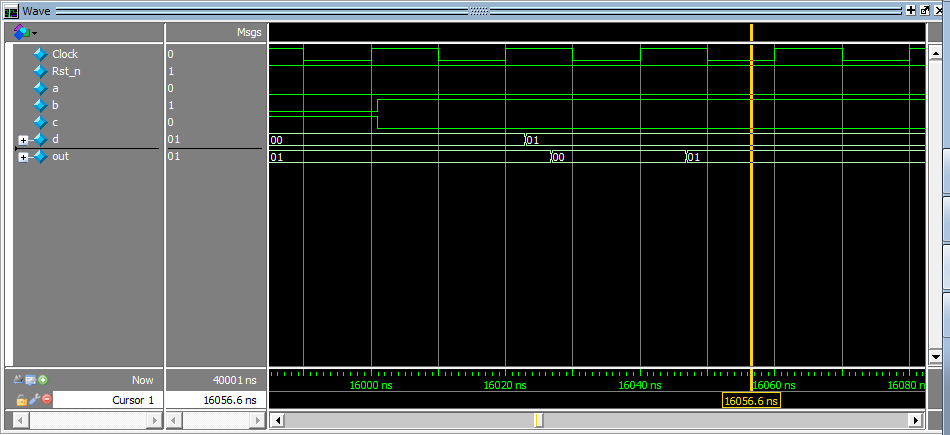 Wave
Msgs
Clock 0
Rst_n 1
a 0
b 1
c 0
d 01 00 01
out 01 01 00 01
Now 40001 ns 16000 ns 16020 ns 16040 ns 16060 ns 16080 ns
Cursor 1 16056.6 ns 16056.6 ns